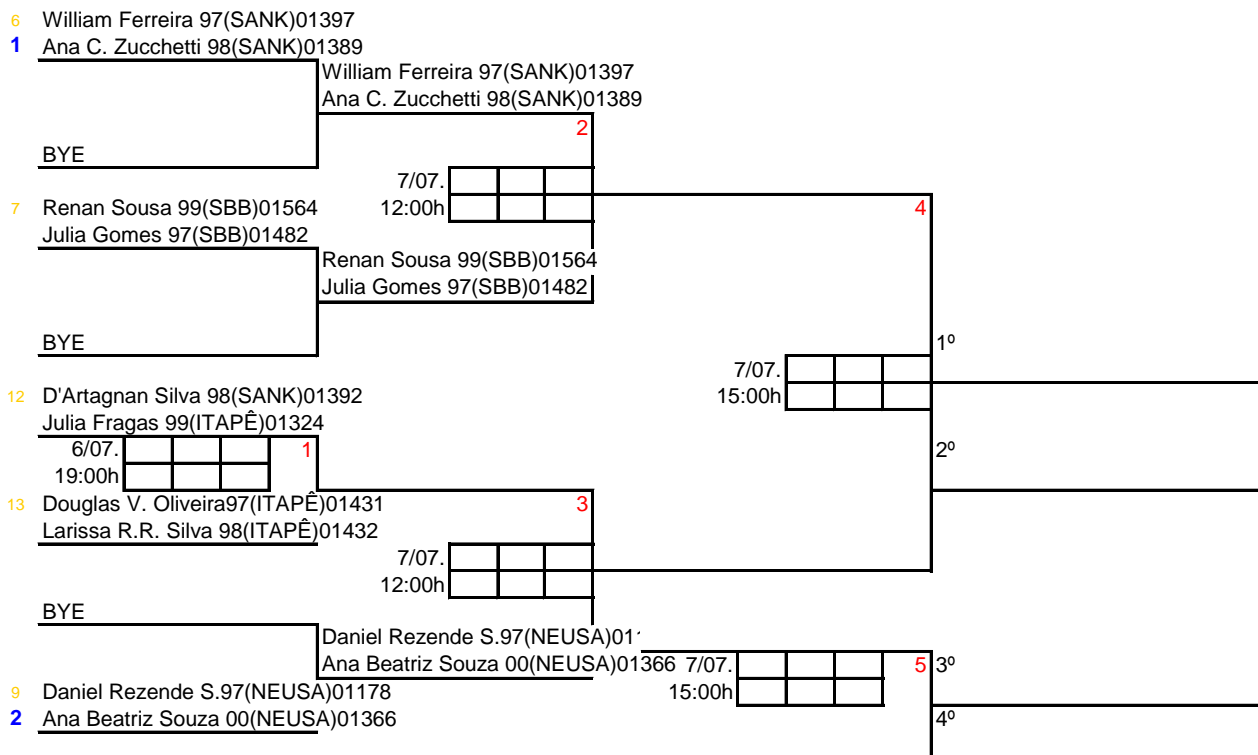 6 William Ferreira 97(SANK)01397
1 Ana C. Zucchetti 98(SANK)01389
William Ferreira 97(SANK)01397
Ana C. Zucchetti 98(SANK)01389
2
BYE
7/07.
12:00h
7 Renan Sousa 99(SBB)01564
4
Julia Gomes 97(SBB)01482
Renan Sousa 99(SBB)01564
Julia Gomes 97(SBB)01482
BYE
1º
7/07.
15:00h
12 D'Artagnan Silva 98(SANK)01392
Julia Fragas 99(ITAPÊ)01324
6/07.
1
2º
19:00h
13 Douglas V. Oliveira97(ITAPÊ)01431
3
Larissa R.R. Silva 98(ITAPÊ)01432
7/07.
12:00h
BYE
Daniel Rezende S.97(NEUSA)01
Ana Beatriz Souza 00(NEUSA)01366
7/07.
5
3º
15:00h
9 Daniel Rezende S.97(NEUSA)01178
2 Ana Beatriz Souza 00(NEUSA)01366
4º